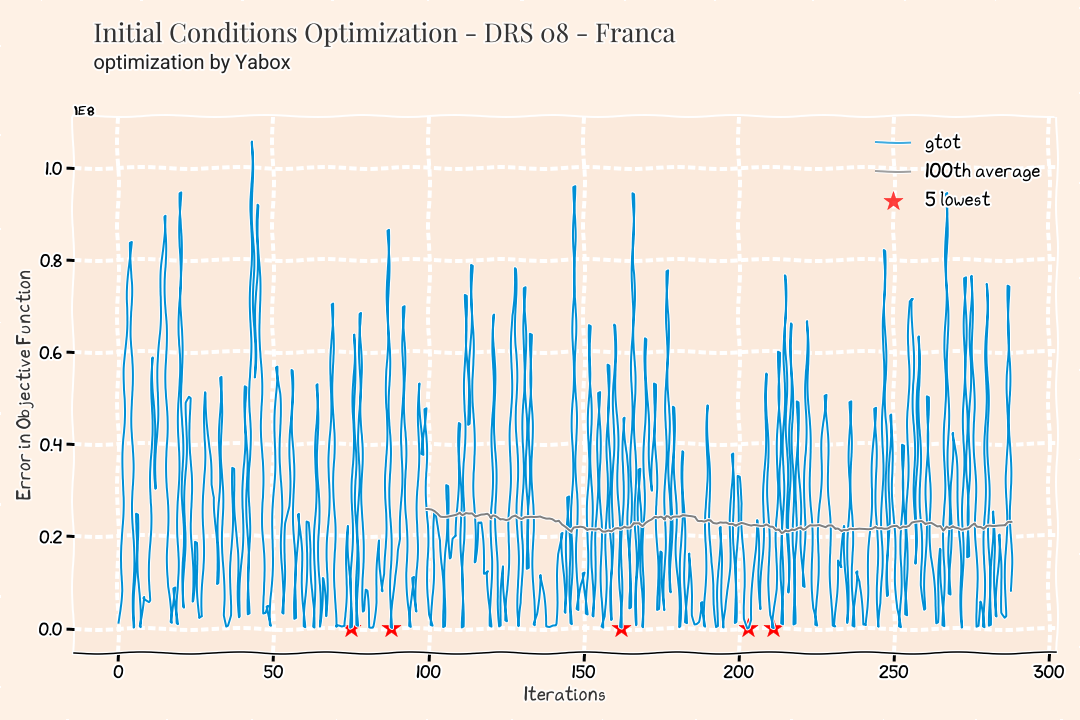 Initial Conditions Optimization - DRS 08 - Franca
optimization by Yabox
1E8
gtot
100th average
5 lowest
1.0
0.8
0.6
0.4
0.2
0.0
Error in Objective Function
0 50 100 150 200 250 300
Iterations